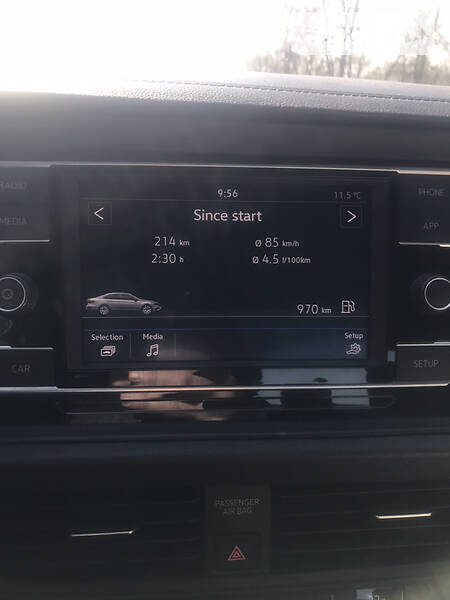 9:56
11.5 °C
RADIO
PHONE
Since start
MEDIA
APP
214 km
ø 85 km/h
2:30 h
ø 4.5 l/100km
970 km
Selection
Media
Setup
CAR
SETUP
PASSENGER
AIR BAG